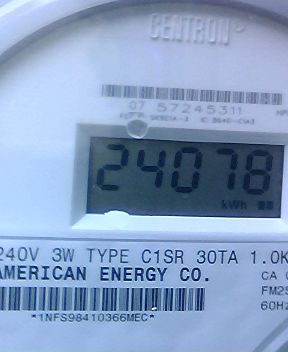 CENTRON
07 57245311
24078
kWh
240V 3W TYPE C1SR 30TA 1.0K
AMERICAN ENERGY CO.
CA
FM2S
60Hz
*1NFS98410366MEC*